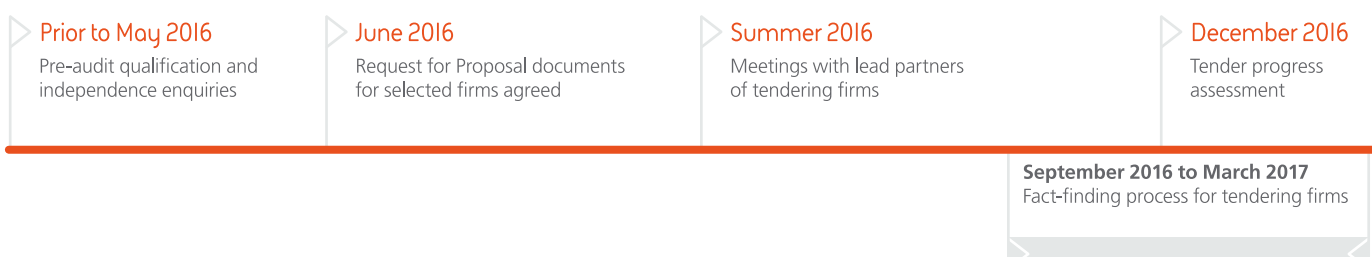 Prior to May 2016
Pre-audit qualification and
independence enquiries
June 2016
Request for Proposal documents
for selected firms agreed
Summer 2016
Meetings with lead partners
of tendering firms
December 2016
Tender progress
assessment
September 2016 to March 2017
Fact-finding process for tendering firms